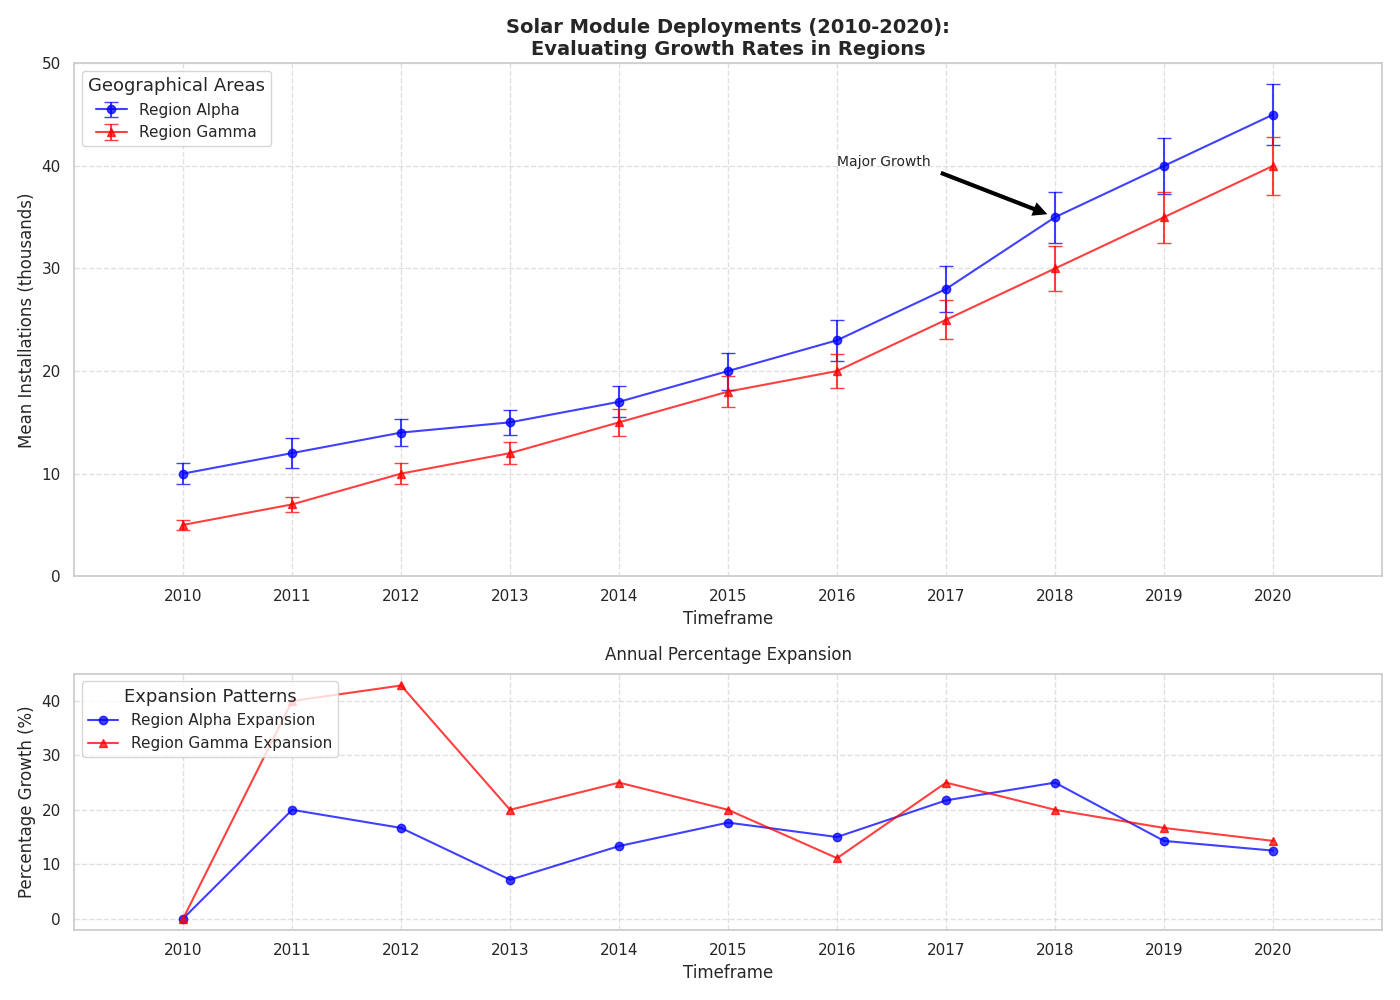 Solar Module Deployments (2010-2020):
Evaluating Growth Rates in Regions
50
40
30
20
10
0
Mean Installations (thousands)
Geographical Areas
Region Alpha
Region Gamma
Major Growth
2010 2011 2012 2013 2014 2015 2016 2017 2018 2019 2020
Timeframe
Annual Percentage Expansion
40
30
20
10
0
Percentage Growth (%)
Expansion Patterns
Region Alpha Expansion
Region Gamma Expansion
2010 2011 2012 2013 2014 2015 2016 2017 2018 2019 2020
Timeframe